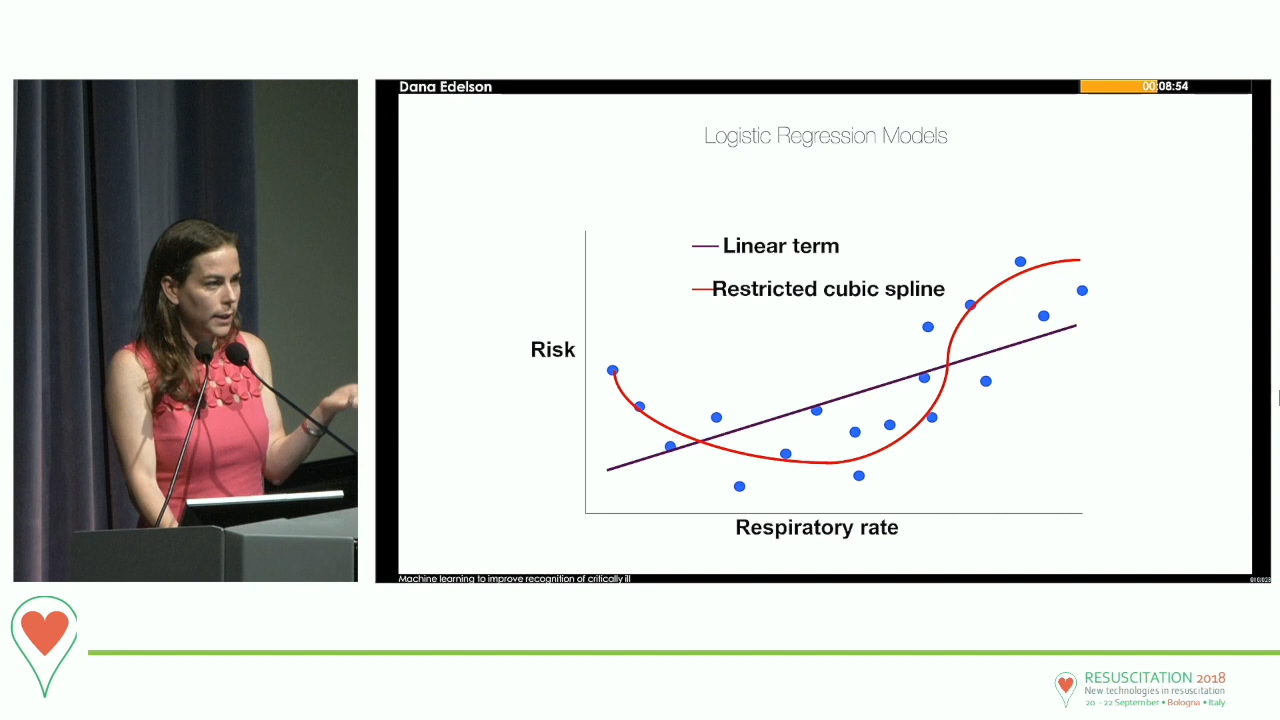 Dana Edelson
00:08:54
Logistic Regression Models
Linear term
Restricted cubic spline
Risk
Respiratory rate
Machine learning to improve recognition of critically ill
RESUSCITATION 2018
New technologies in resuscitation
20 - 22 September • Bologna • Italy